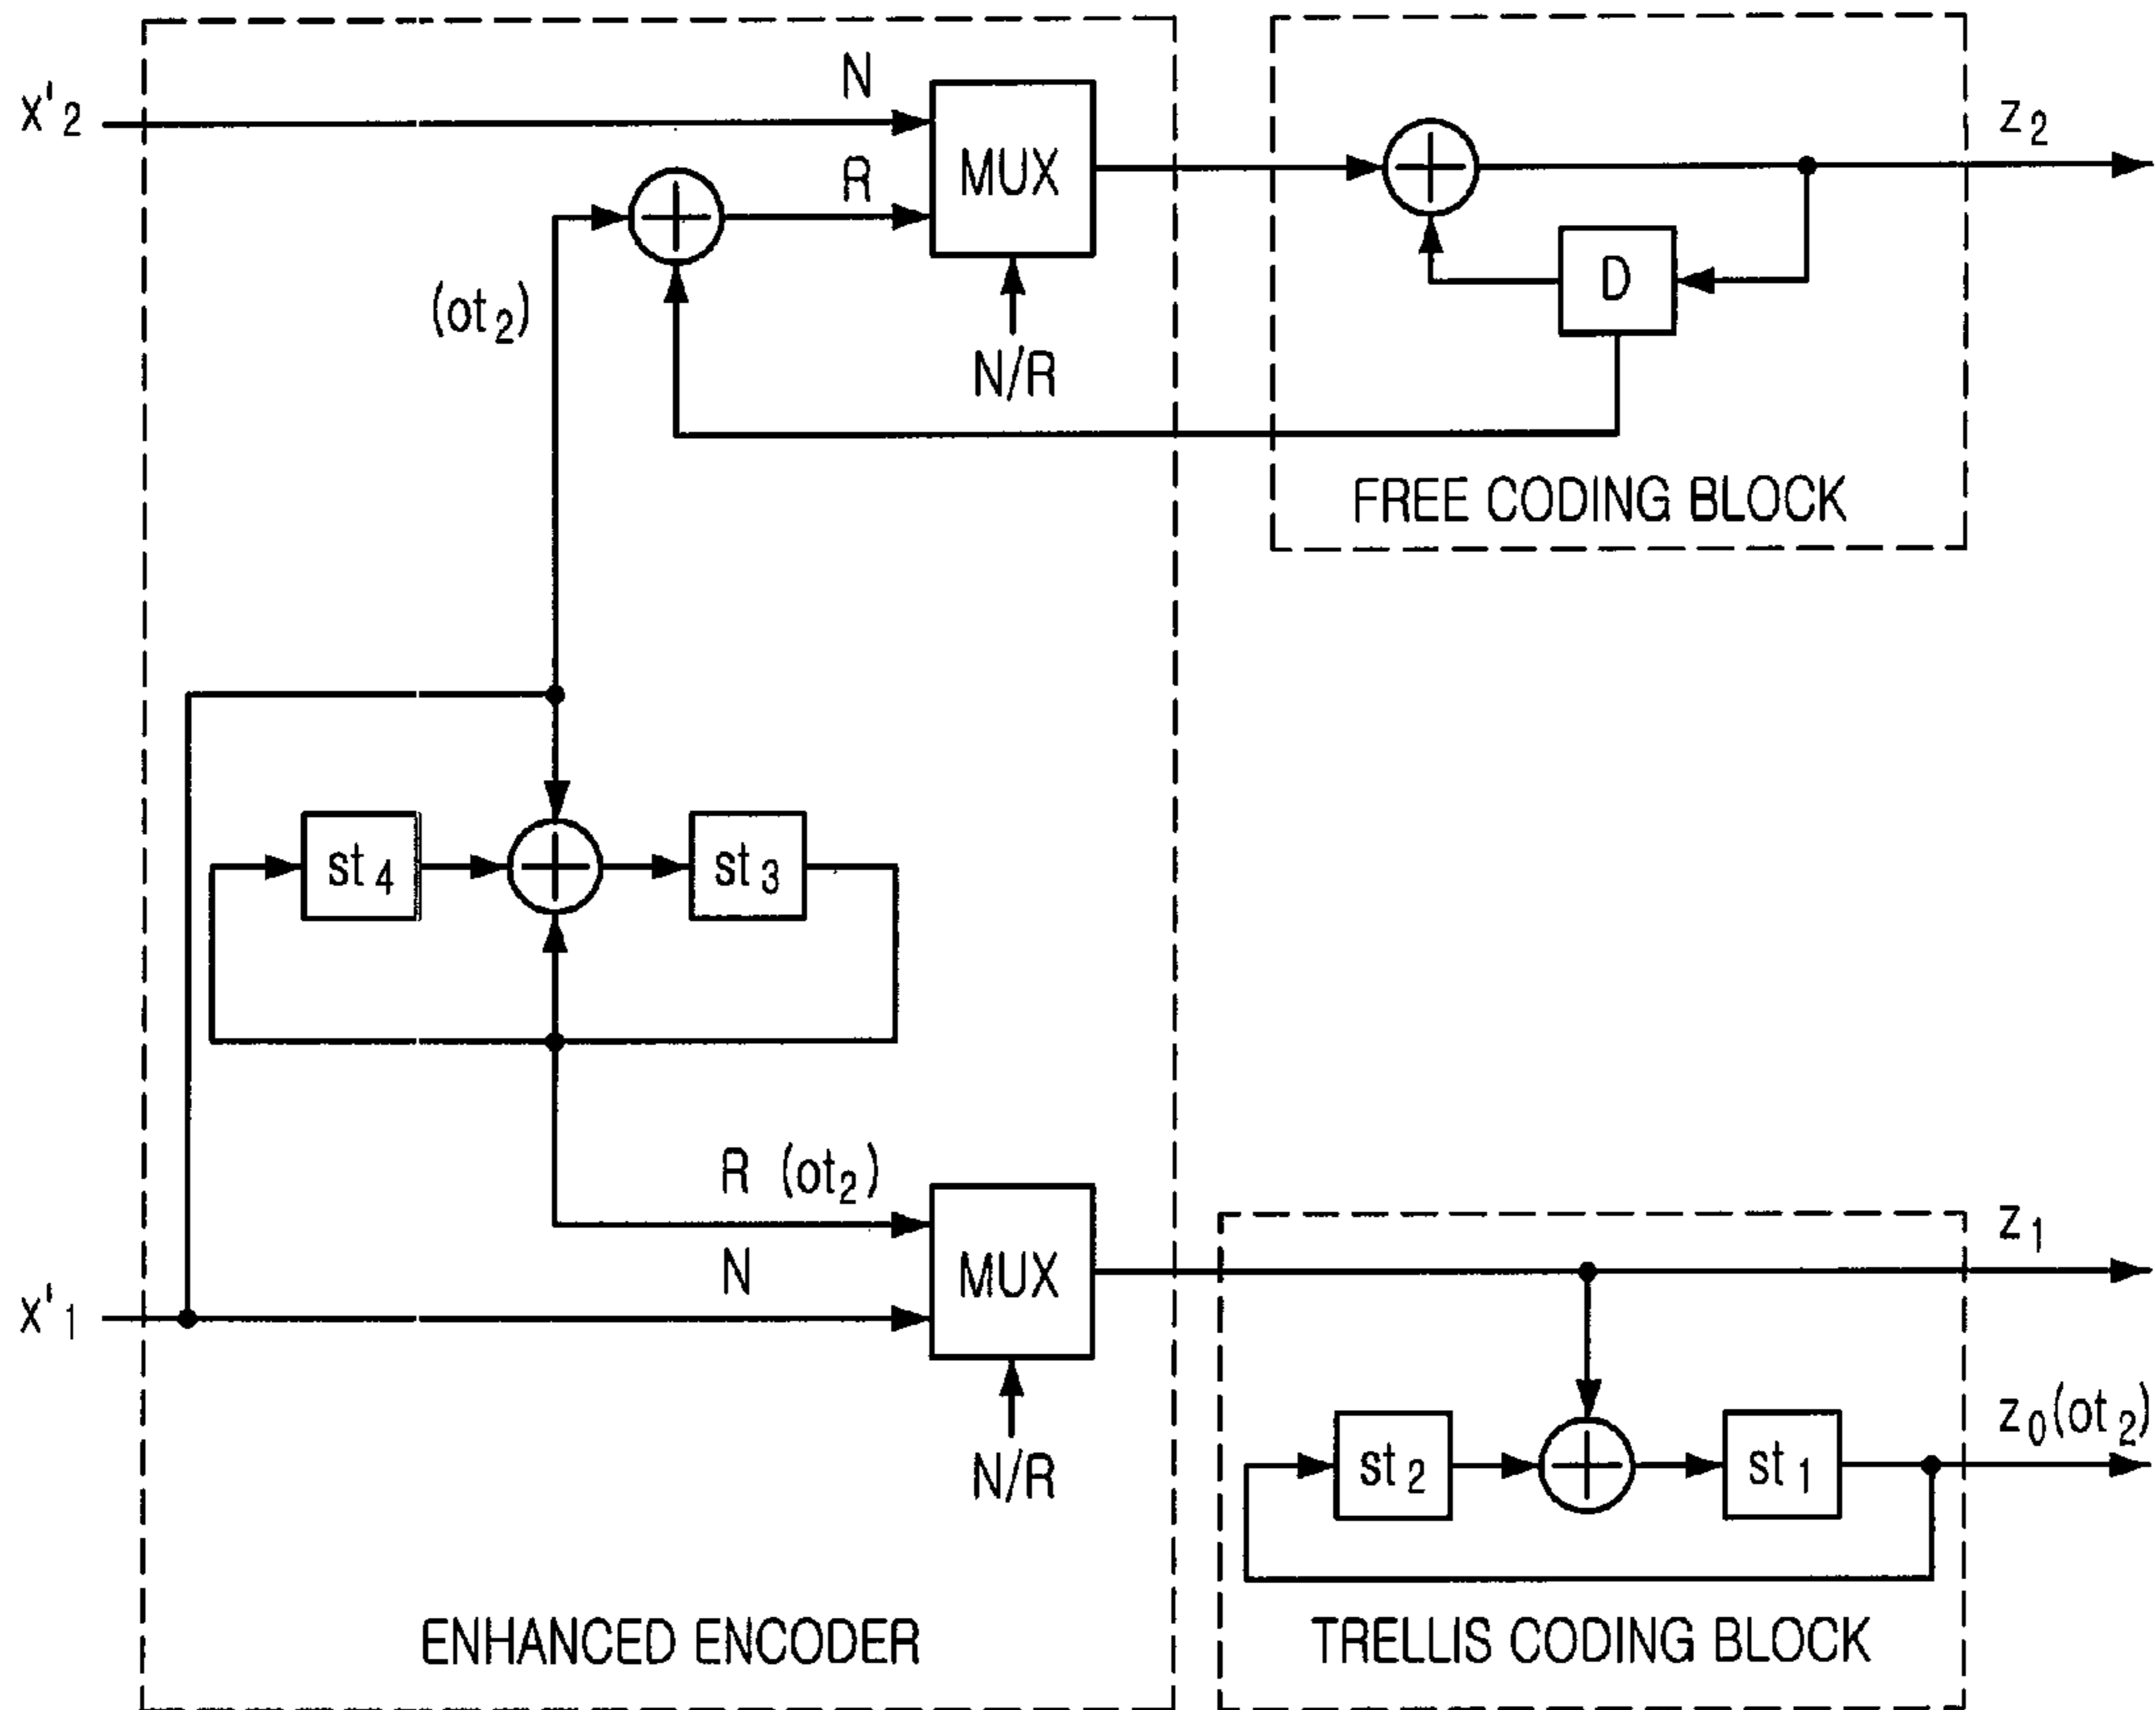 N
x'2
z2
MUX
R
(ot2)
D
N/R
FREE CODING BLOCK
st4
st3
R (ot2)
z1
N
MUX
x'1
z0(ot2)
st2
st1
N/R
ENHANCED ENCODER
TRELLIS CODING BLOCK